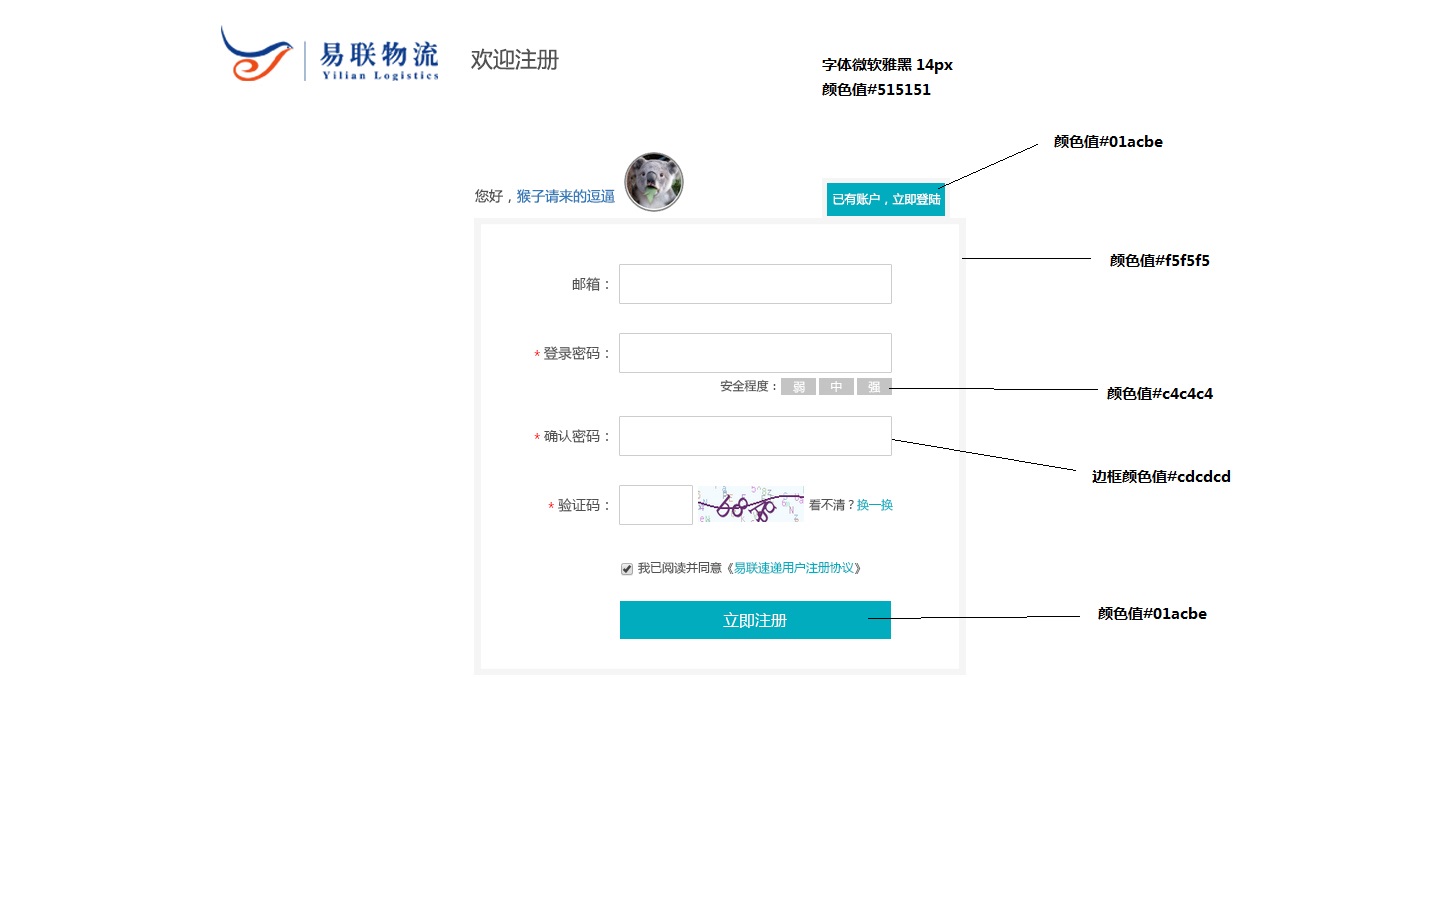 易联物流
Yilian Logistics
欢迎注册
字体微软雅黑 14px
颜色值#515151
颜色值#01acbe
您好，猴子请来的逗逼
已有账户，立即登陆
颜色值#f5f5f5
邮箱：
* 登录密码：
安全程度： 弱 中 强
颜色值#c4c4c4
* 确认密码：
边框颜色值#cdcdcd
* 验证码：
看不清？换一换
我已阅读并同意《易联速递用户注册协议》
立即注册
颜色值#01acbe